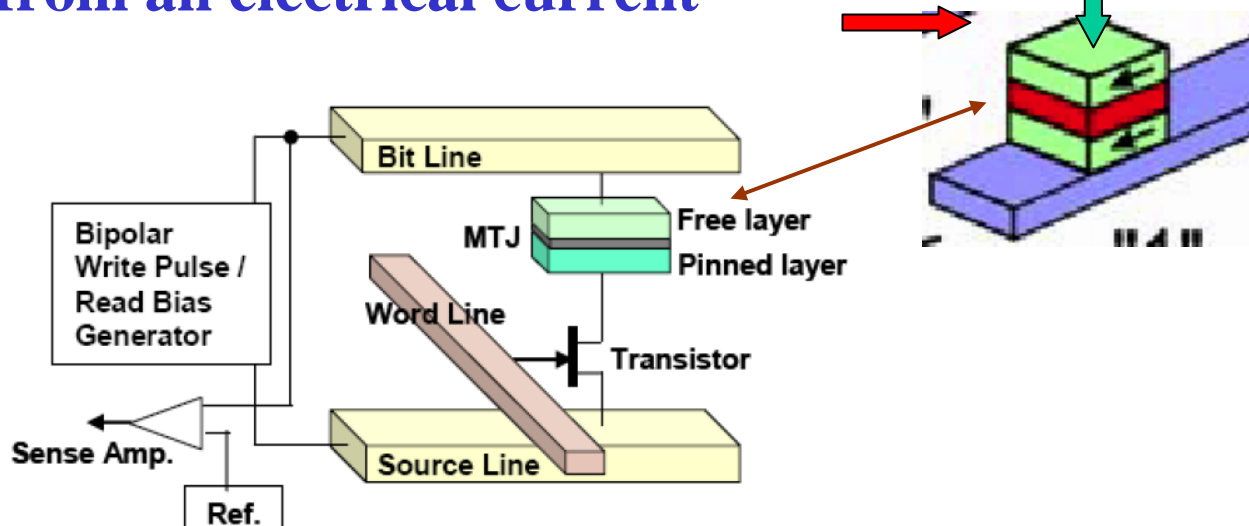 from an electrical current
Bit Line
Free layer
MTJ
Pinned layer
Bipolar
Write Pulse /
Read Bias
Generator
Word Line
Transistor
Sense Amp.
Source Line
Ref.